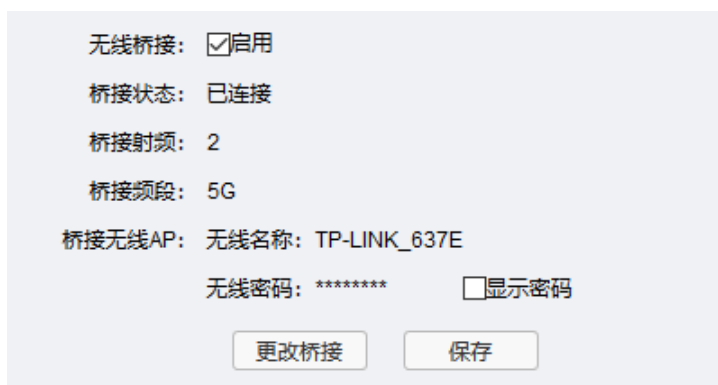 无线桥接: 启用
桥接状态: 已连接
桥接射频: 2
桥接频段: 5G
桥接无线AP: 无线名称: TP-LINK_637E
无线密码: ******** 显示密码
更改桥接 保存